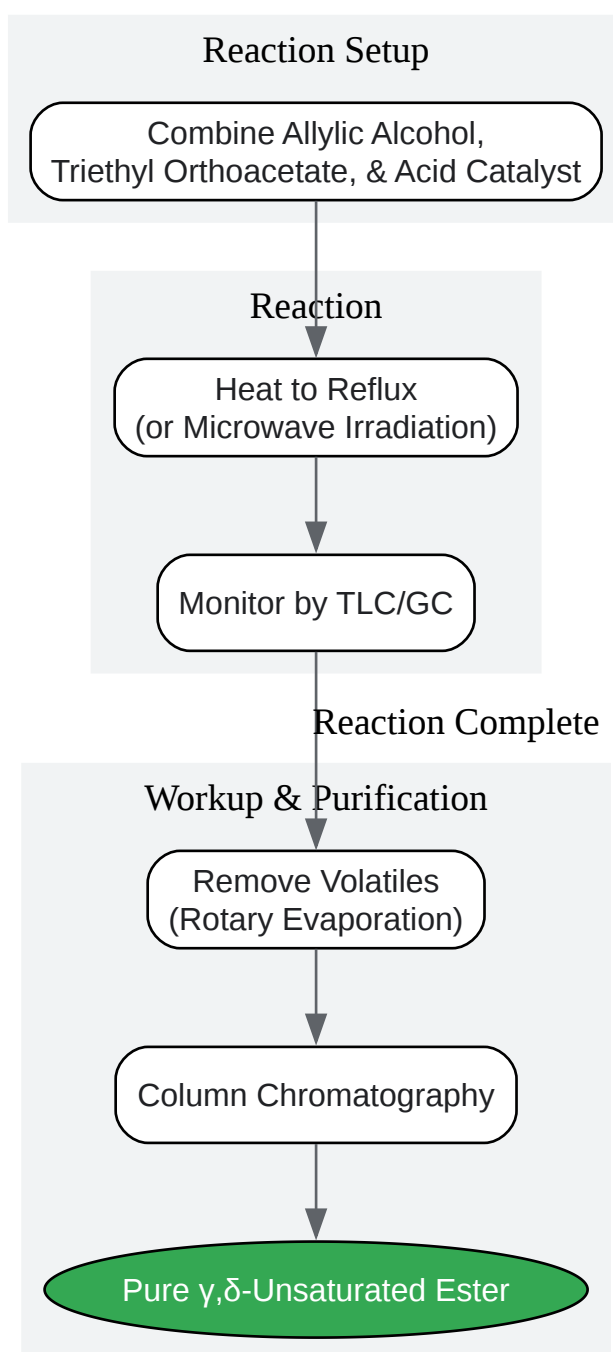 Reaction Setup
Combine Allylic Alcohol,
Triethyl Orthoacetate, & Acid Catalyst
Reaction
Heat to Reflux
(or Microwave Irradiation)
Monitor by TLC/GC
Reaction Complete
Workup & Purification
Remove Volatiles
(Rotary Evaporation)
Column Chromatography
Pure γ,δ-Unsaturated Ester